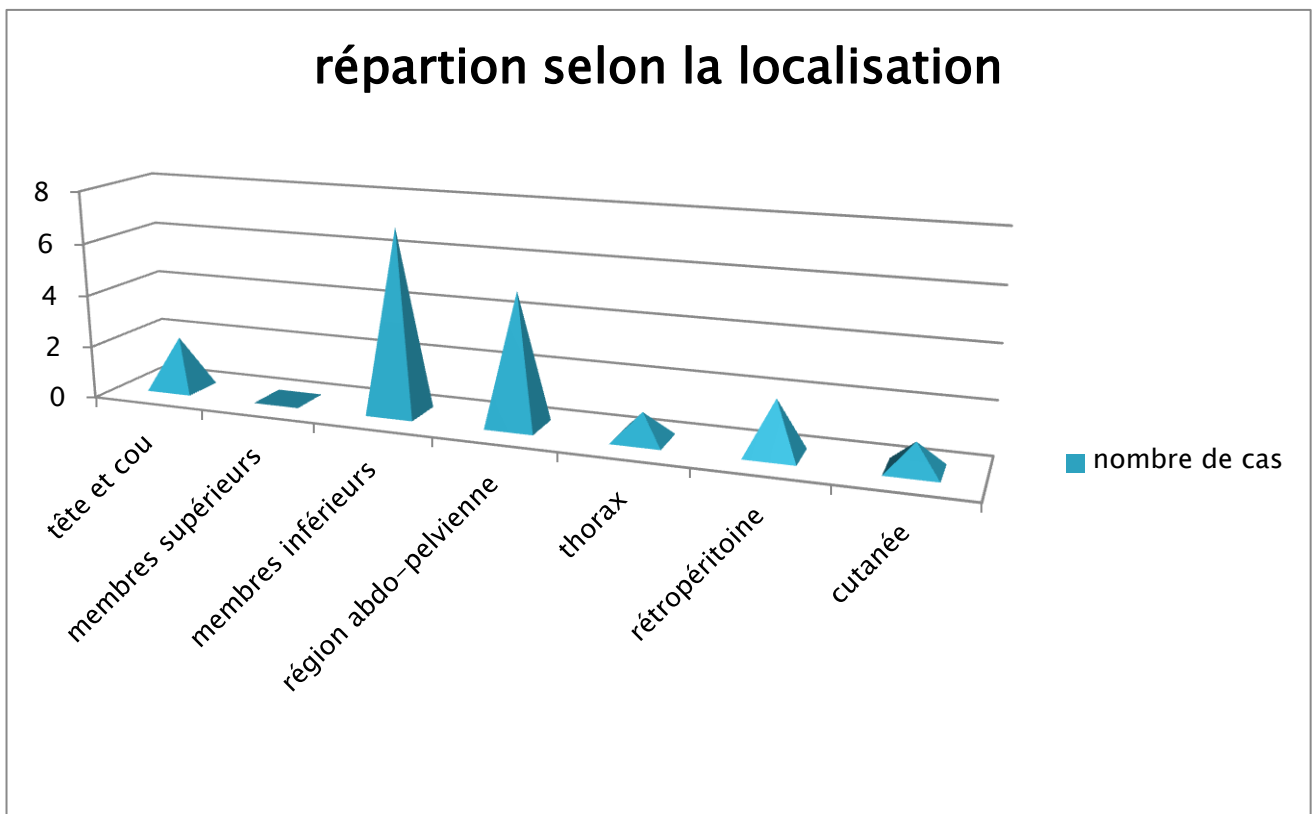 répartion selon la localisation
8
6
4
2
0
tête et cou
membres supérieurs
membres inférieurs
région abdo-pelvienne
thorax
rétropéritoine
cutanée
nombre de cas